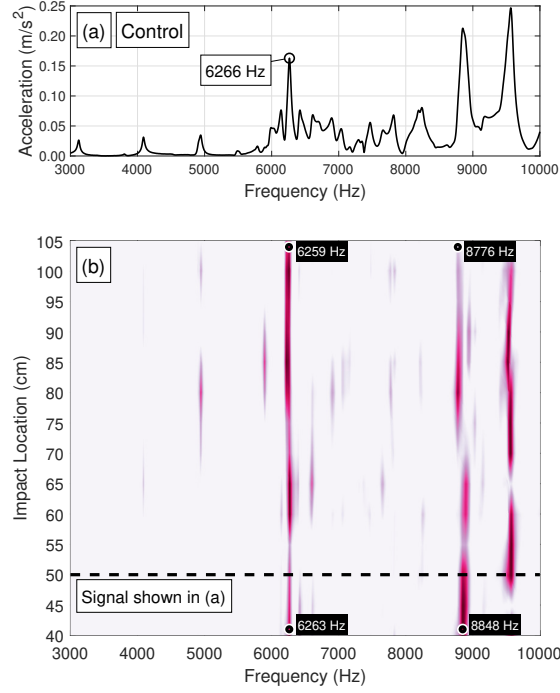 (a) Control
6266 Hz
Acceleration (m/s²)
0.25
0.20
0.15
0.10
0.05
0.00
3000 4000 5000 6000 7000 8000 9000 10000
Frequency (Hz)
(b)
6259 Hz
8776 Hz
Impact Location (cm)
105
100
95
90
85
80
75
70
65
60
55
50
45
40
Signal shown in (a)
6263 Hz
8848 Hz
3000 4000 5000 6000 7000 8000 9000 10000
Frequency (Hz)